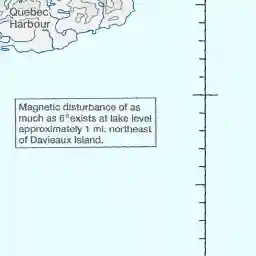 Quebec
Harbour
Magnetic disturbance of as
much as 6° exists at lake level
approximately 1 mi. northeast
of Davieaux Island.